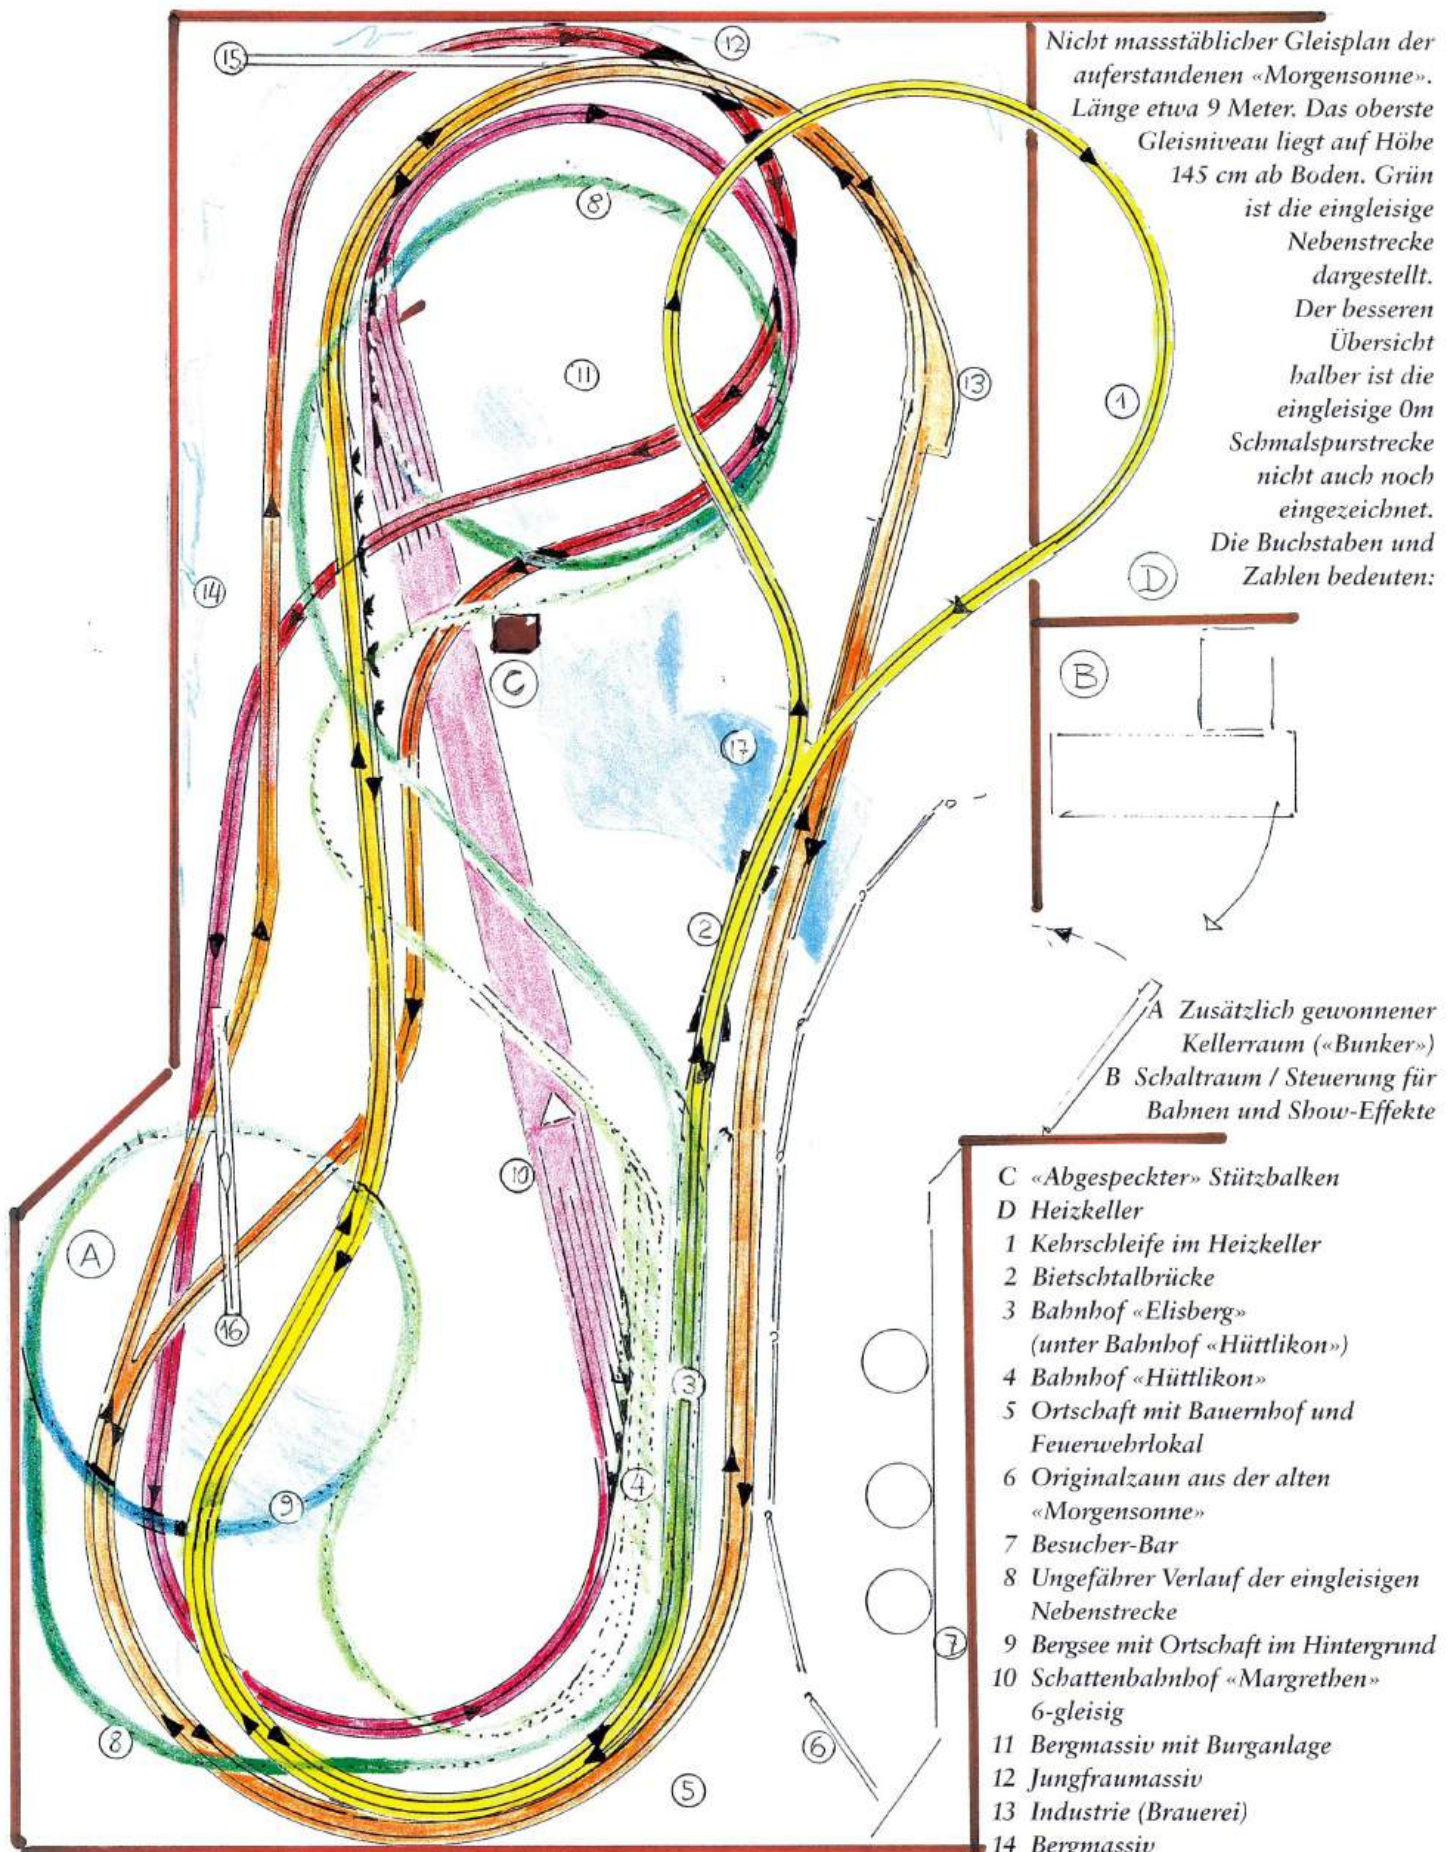 Nicht massstäblicher Gleisplan der
auferstandenen «Morgensonne».
Länge etwa 9 Meter. Das oberste
Gleisniveau liegt auf Höhe
145 cm ab Boden. Grün
ist die eingleisige
Nebenstrecke
dargestellt.
Der besseren
Übersicht
halber ist die
eingleisige 0m
Schmalspurstrecke
nicht auch noch
eingezeichnet.
Die Buchstaben und
Zahlen bedeuten:
A Zusätzlich gewonnener
Kellerraum («Bunker»)
B Schaltraum / Steuerung für
Bahnen und Show-Effekte
C «Abgespeckter» Stützbalken
D Heizkeller
1 Kehrschleife im Heizkeller
2 Bietschtalbrücke
3 Bahnhof «Elisberg»
(unter Bahnhof «Hüttlikon»)
4 Bahnhof «Hüttlikon»
5 Ortschaft mit Bauernhof und
Feuerwehrlokal
6 Originalzaun aus der alten
«Morgensonne»
7 Besucher-Bar
8 Ungefährer Verlauf der eingleisigen
Nebenstrecke
9 Bergsee mit Ortschaft im Hintergrund
10 Schattenbahnhof «Margrethen»
6-gleisig
11 Bergmassiv mit Burganlage
12 Jungfraumassiv
13 Industrie (Brauerei)
14 Bergmassiv
15
12
8
11
13
1
14
D
C
B
17
2
10
A
16
3
4
9
7
8
6
5